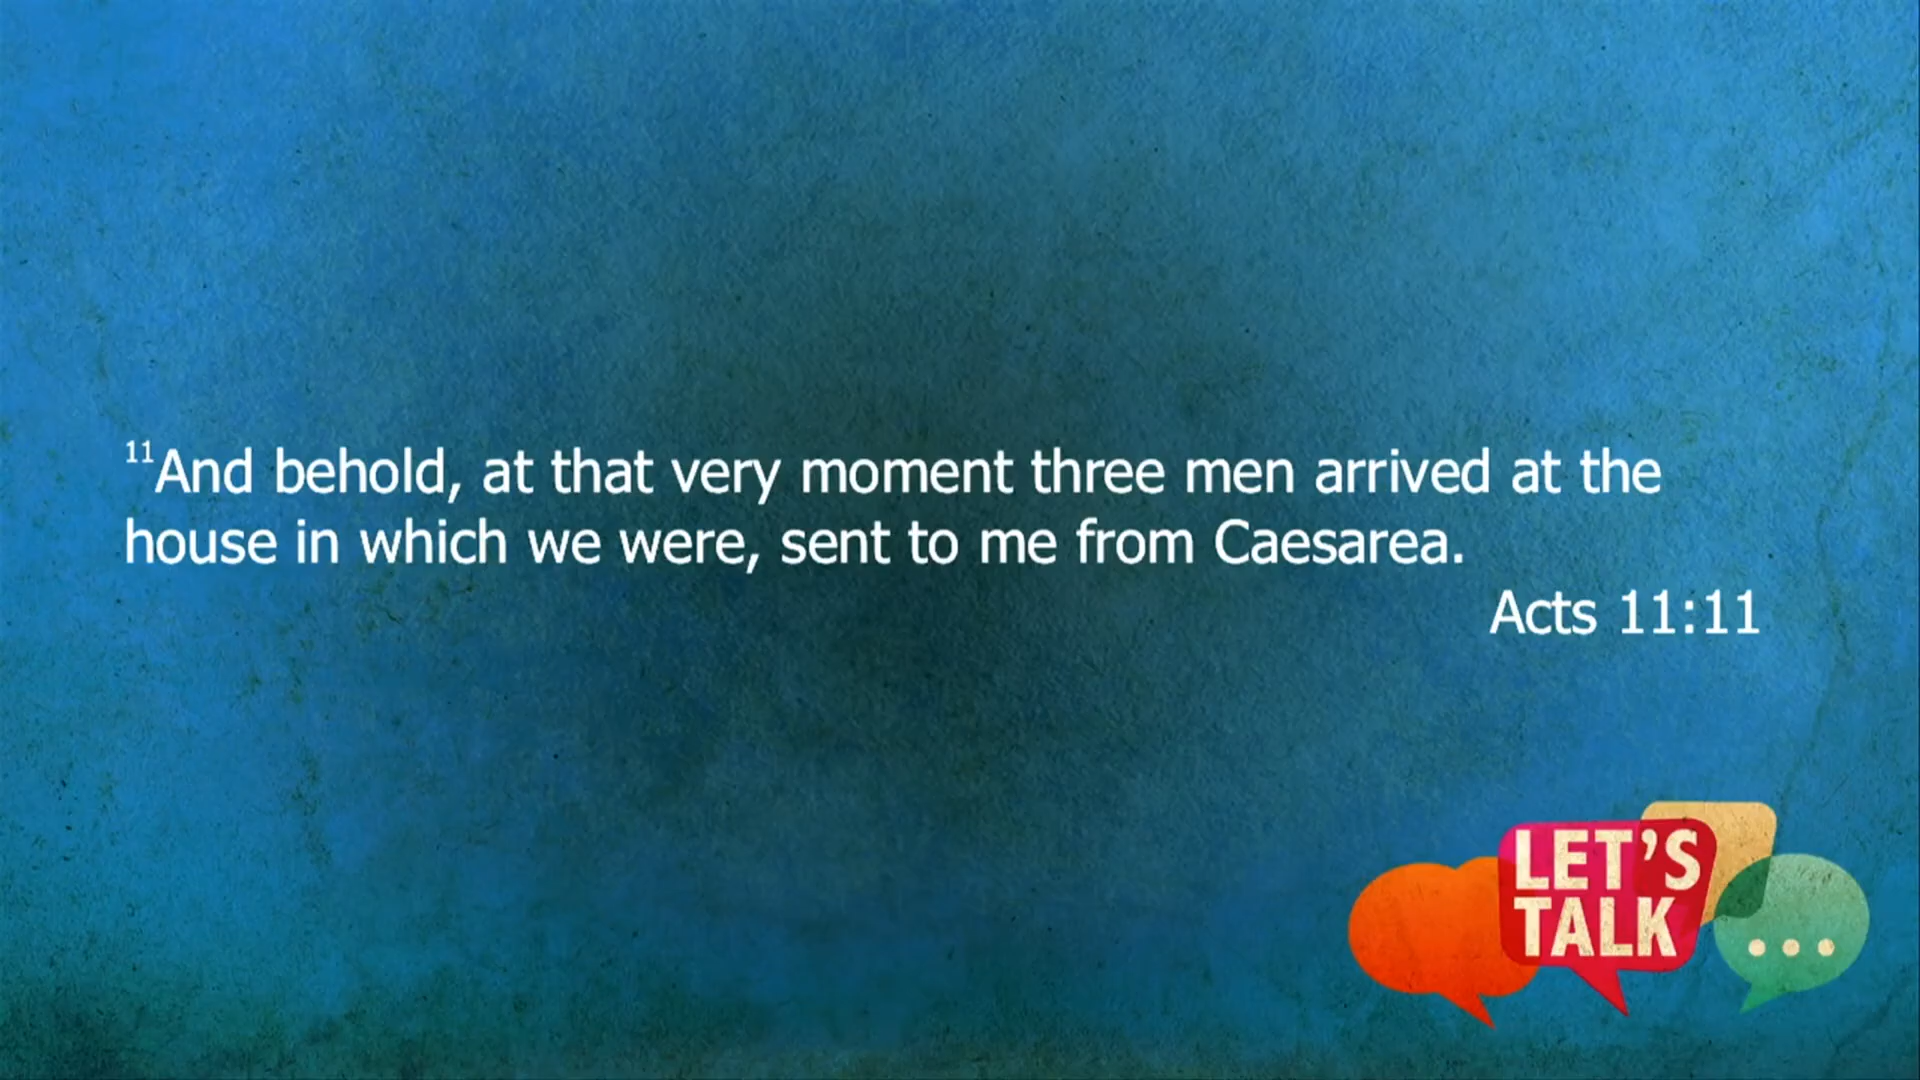 11And behold, at that very moment three men arrived at the
house in which we were, sent to me from Caesarea.
Acts 11:11
LET'S
TALK